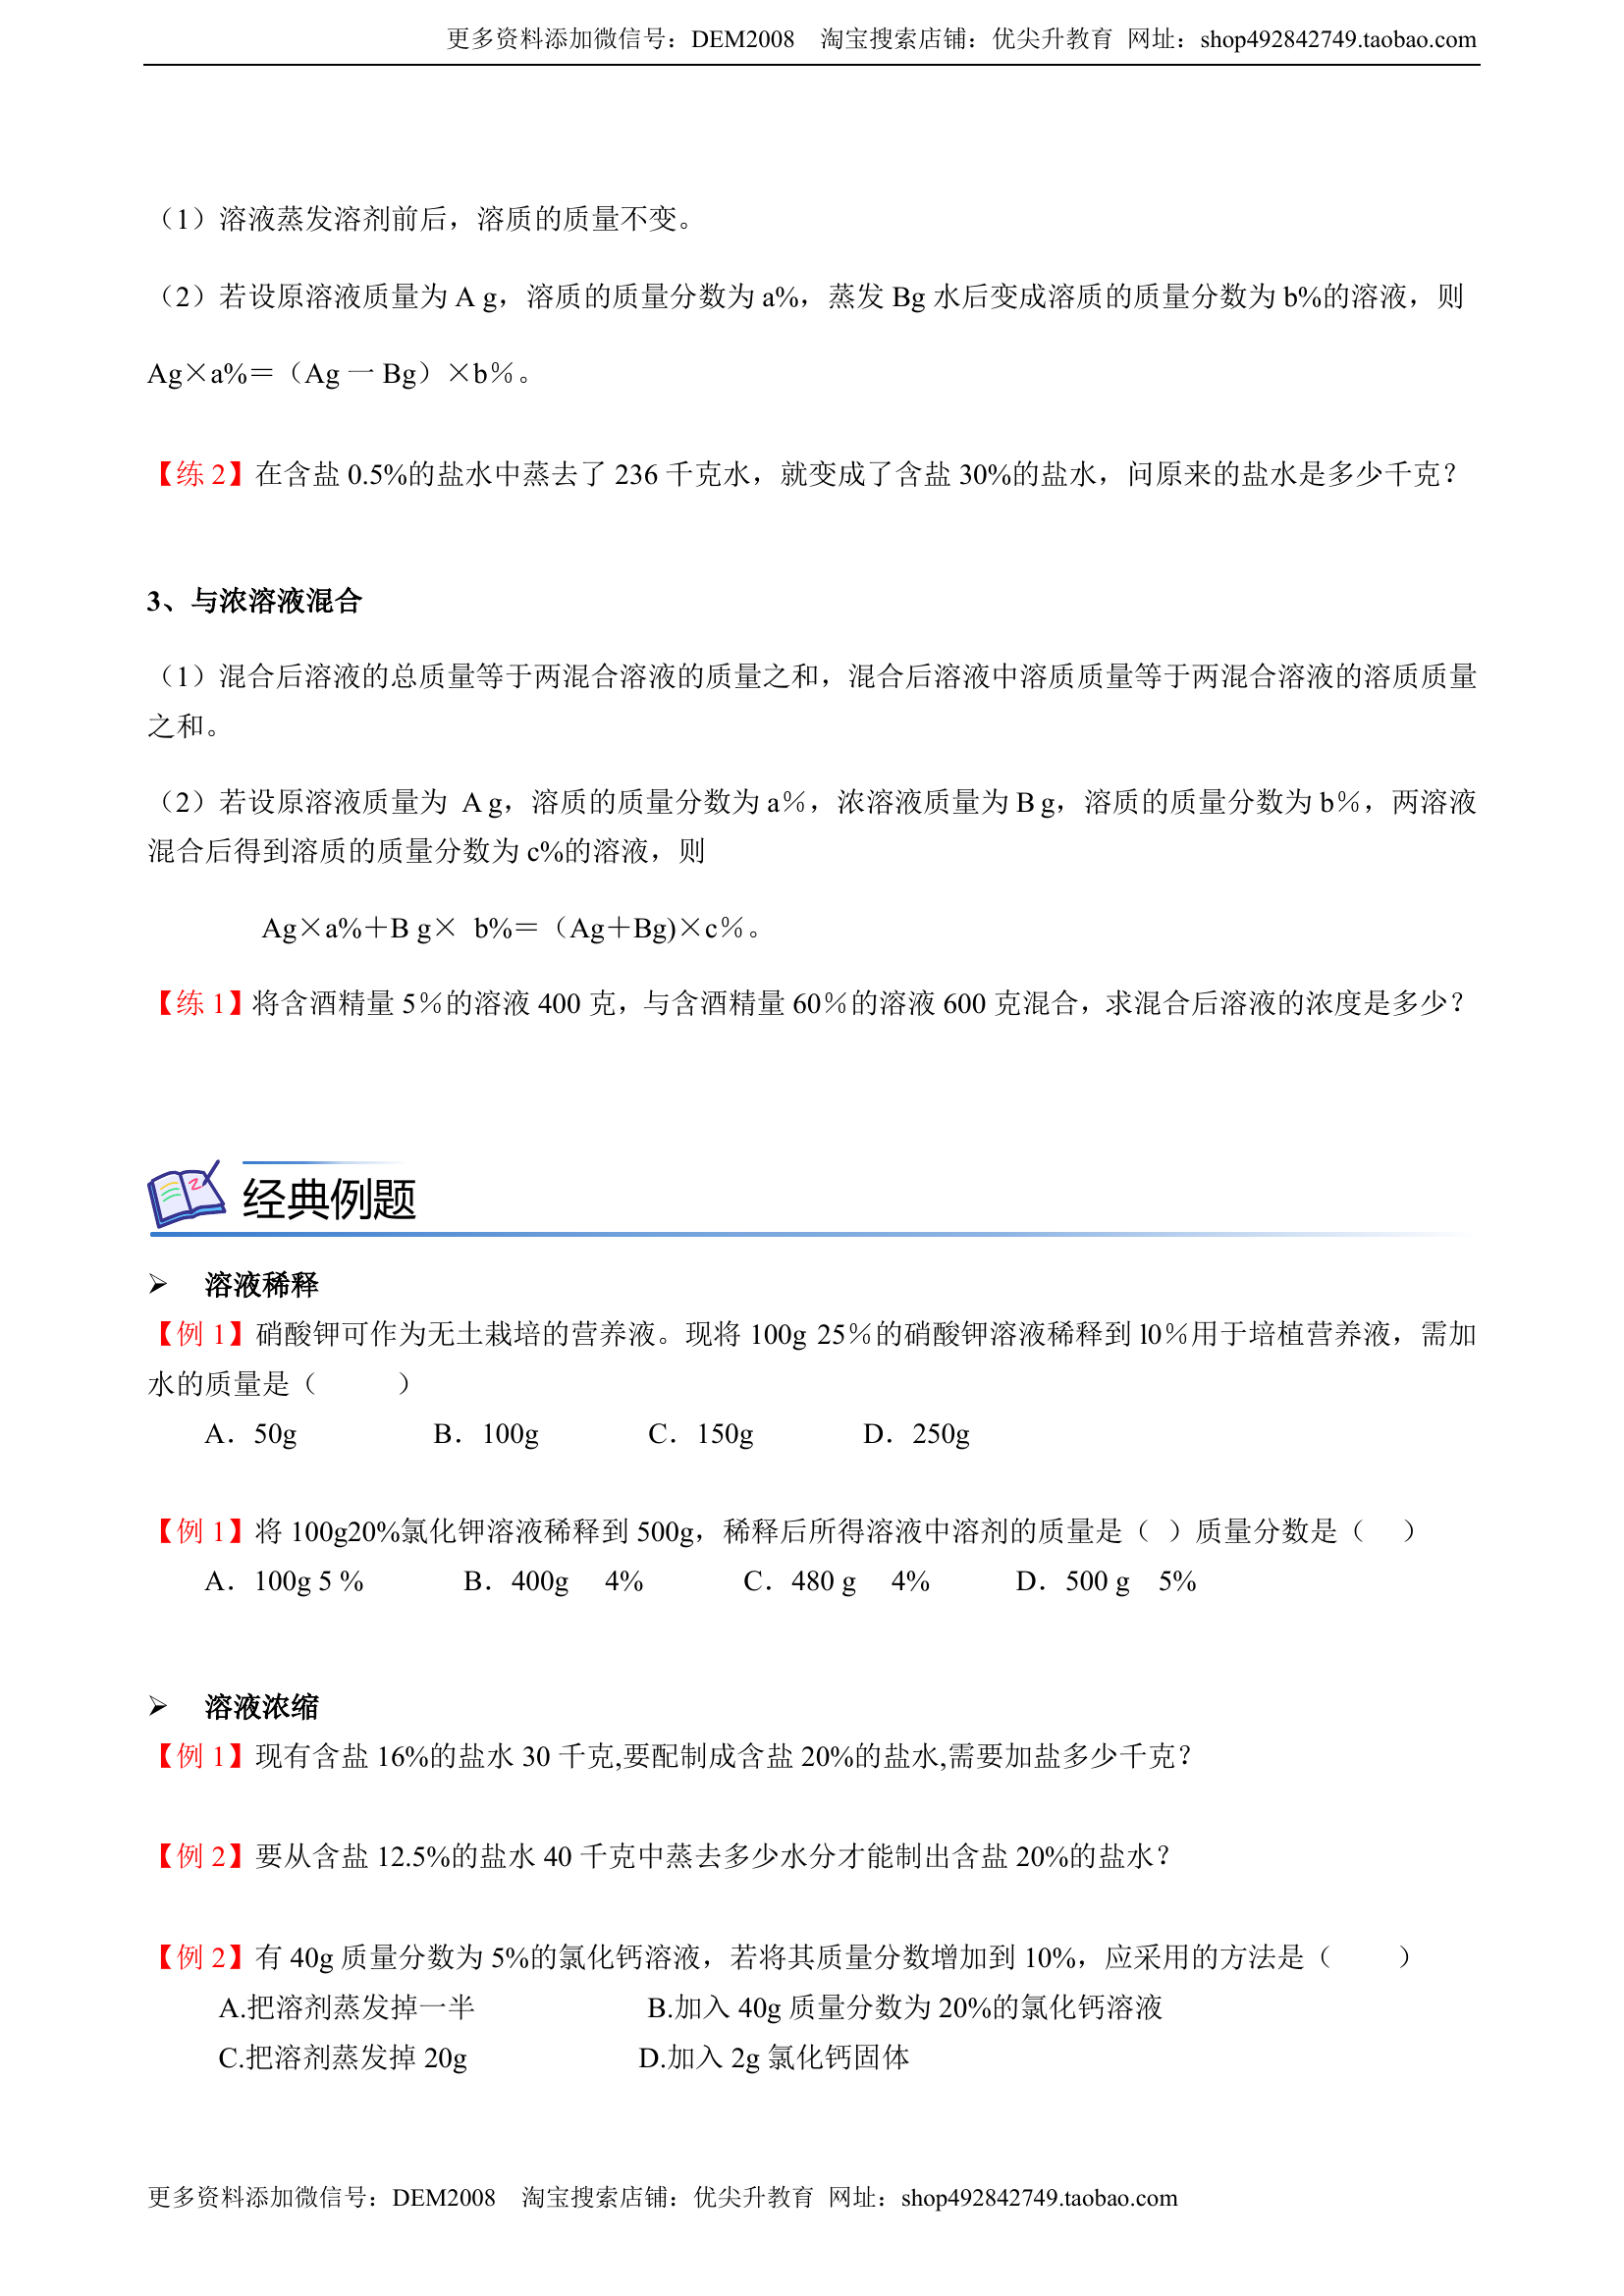 更多资料添加微信号：DEM2008 淘宝搜索店铺：优尖升教育 网址：shop492842749.taobao.com
（1）溶液蒸发溶剂前后，溶质的质量不变。
（2）若设原溶液质量为 A g，溶质的质量分数为 a%，蒸发 Bg 水后变成溶质的质量分数为 b%的溶液，则
Ag×a%＝（Ag 一 Bg）×b％。
【练 2】在含盐 0.5%的盐水中蒸去了 236 千克水，就变成了含盐 30%的盐水，问原来的盐水是多少千克？
3、与浓溶液混合
（1）混合后溶液的总质量等于两混合溶液的质量之和，混合后溶液中溶质质量等于两混合溶液的溶质质量
之和。
（2）若设原溶液质量为 A g，溶质的质量分数为 a％，浓溶液质量为 B g，溶质的质量分数为 b％，两溶液
混合后得到溶质的质量分数为 c%的溶液，则
Ag×a%＋B g× b%＝（Ag＋Bg)×c％。
【练 1】将含酒精量 5％的溶液 400 克，与含酒精量 60％的溶液 600 克混合，求混合后溶液的浓度是多少？
经典例题
➢ 溶液稀释
【例 1】硝酸钾可作为无土栽培的营养液。现将 100g 25％的硝酸钾溶液稀释到 l0％用于培植营养液，需加
水的质量是（ ）
A．50g B．100g C．150g D．250g
【例 1】将 100g20%氯化钾溶液稀释到 500g，稀释后所得溶液中溶剂的质量是（ ）质量分数是（ ）
A．100g 5 % B．400g 4% C．480 g 4% D．500 g 5%
➢ 溶液浓缩
【例 1】现有含盐 16%的盐水 30 千克,要配制成含盐 20%的盐水,需要加盐多少千克？
【例 2】要从含盐 12.5%的盐水 40 千克中蒸去多少水分才能制出含盐 20%的盐水？
【例 2】有 40g 质量分数为 5%的氯化钙溶液，若将其质量分数增加到 10%，应采用的方法是（ ）
A.把溶剂蒸发掉一半 B.加入 40g 质量分数为 20%的氯化钙溶液
C.把溶剂蒸发掉 20g D.加入 2g 氯化钙固体
更多资料添加微信号：DEM2008 淘宝搜索店铺：优尖升教育 网址：shop492842749.taobao.com